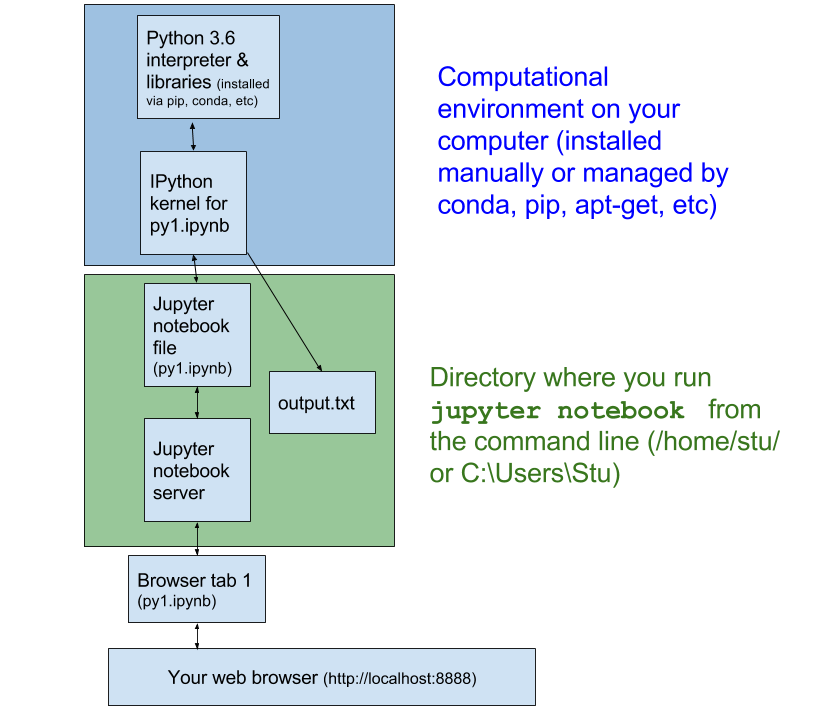 Python 3.6
interpreter &
libraries (installed
via pip, conda, etc)
IPython
kernel for
py1.ipynb
Computational
environment on your
computer (installed
manually or managed by
conda, pip, apt-get, etc)
Jupyter
notebook
file
(py1.ipynb)
output.txt
Jupyter
notebook
server
Directory where you run
jupyter notebook from
the command line (/home/stu/
or C:\Users\Stu)
Browser tab 1
(py1.ipynb)
Your web browser (http://localhost:8888)